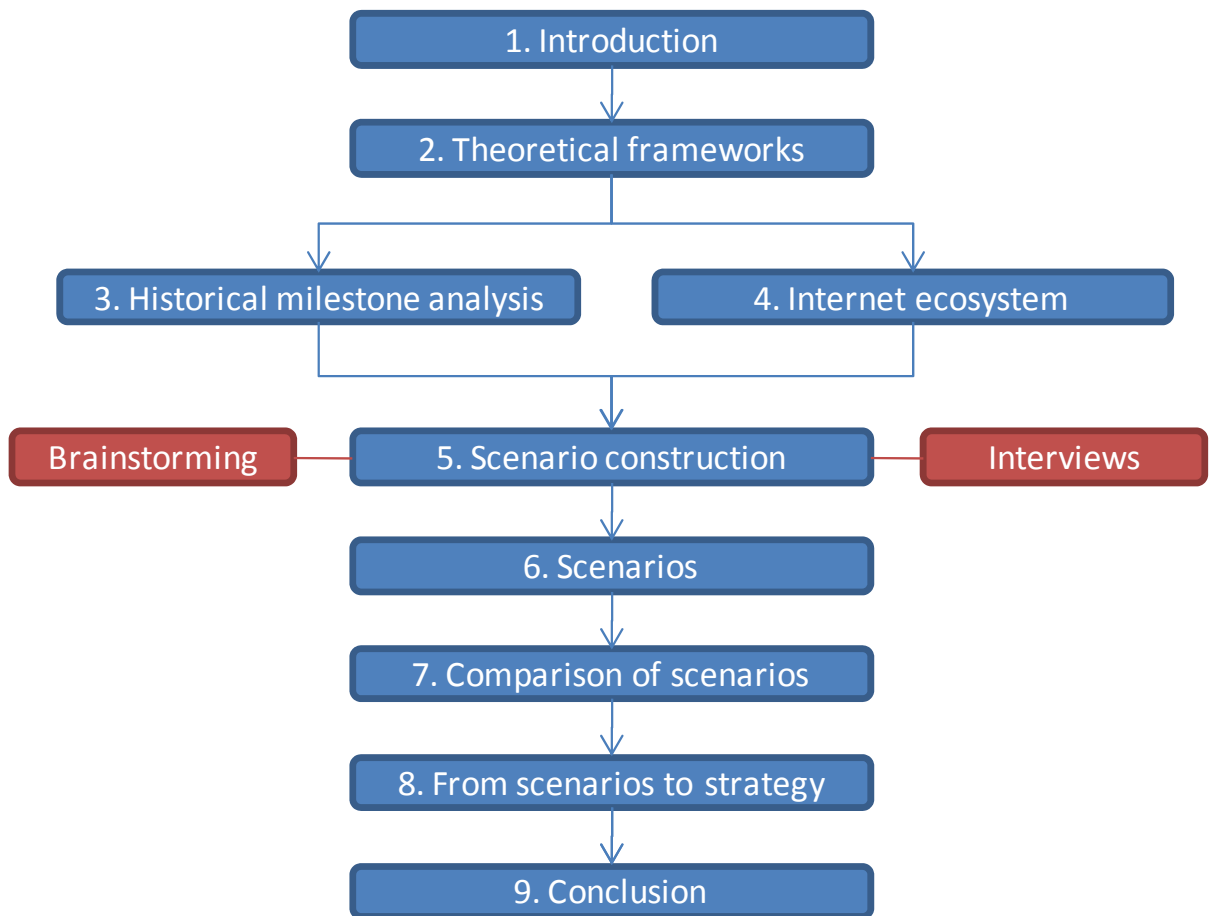 1. Introduction
2. Theoretical frameworks
3. Historical milestone analysis
4. Internet ecosystem
Brainstorming
5. Scenario construction
Interviews
6. Scenarios
7. Comparison of scenarios
8. From scenarios to strategy
9. Conclusion